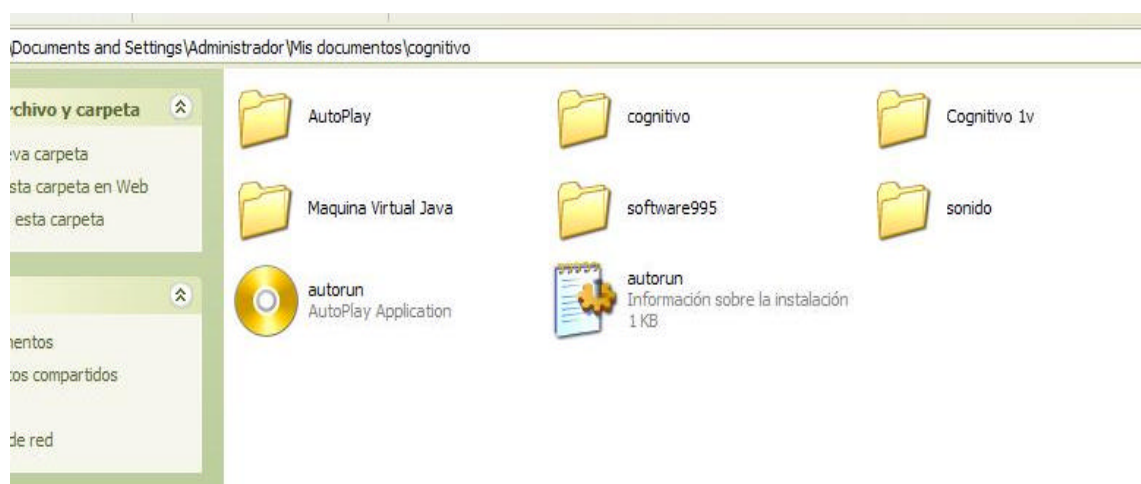 \Documents and Settings\Administrador\Mis documentos\cognitivo
rchivo y carpeta
eva carpeta
sta carpeta en Web
esta carpeta
entos
os compartidos
de red
AutoPlay
cognitivo
Cognitivo 1v
Maquina Virtual Java
software995
sonido
autorun
AutoPlay Application
autorun
Información sobre la instalación
1 KB